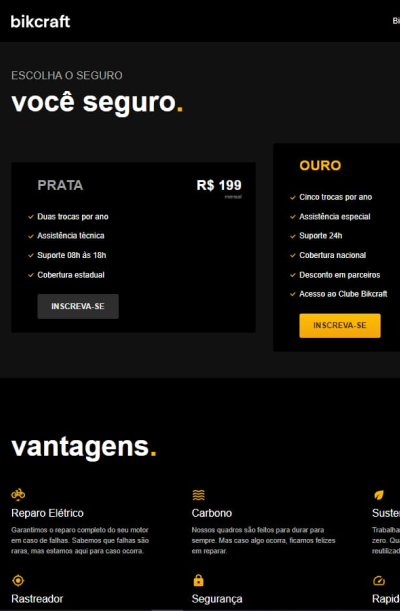 bikcraft
ESCOLHA O SEGURO
você seguro.
PRATA
R$ 199
mensal
Duas trocas por ano
Assistência técnica
Suporte 08h às 18h
Cobertura estadual
INSCREVA-SE
OURO
Cinco trocas por ano
Assistência especial
Suporte 24h
Cobertura nacional
Desconto em parceiros
Acesso ao Clube Bikcraft
INSCREVA-SE
vantagens.
Reparo Elétrico
Garantimos o reparo completo do seu motor
em caso de falhas. Sabemos que falhas são
raras, mas estamos aqui para caso ocorra.
Carbono
Nossos quadros são feitos para durar para
sempre. Mas caso algo ocorra, ficamos felizes
em reparar.
Suster
Trabalha
zero. Qu
reutilizad
Rastreador
Segurança
Rapid